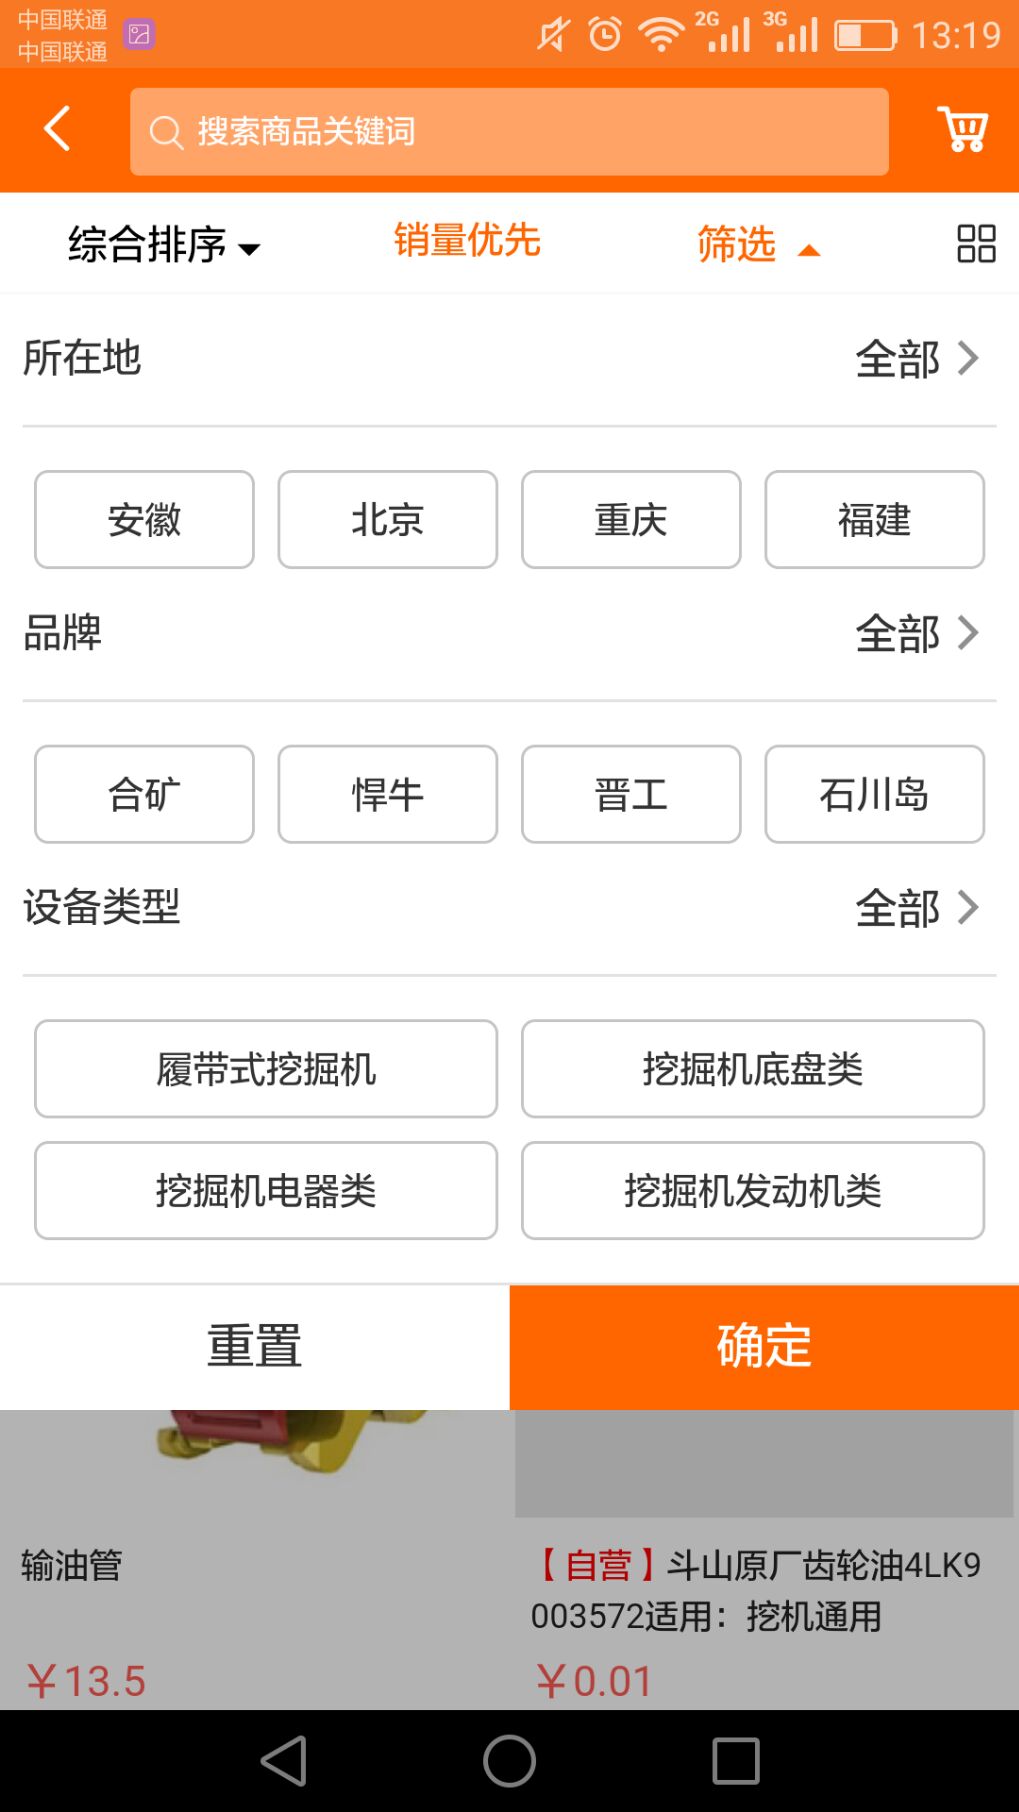 中国联通
中国联通
2G
3G
13:19
搜索商品关键词
综合排序
销量优先
筛选
所在地
全部
安徽
北京
重庆
福建
品牌
全部
合矿
悍牛
晋工
石川岛
设备类型
全部
履带式挖掘机
挖掘机底盘类
挖掘机电器类
挖掘机发动机类
重置
确定
输油管
￥13.5
【自营】斗山原厂齿轮油4LK9
003572适用：挖机通用
￥0.01